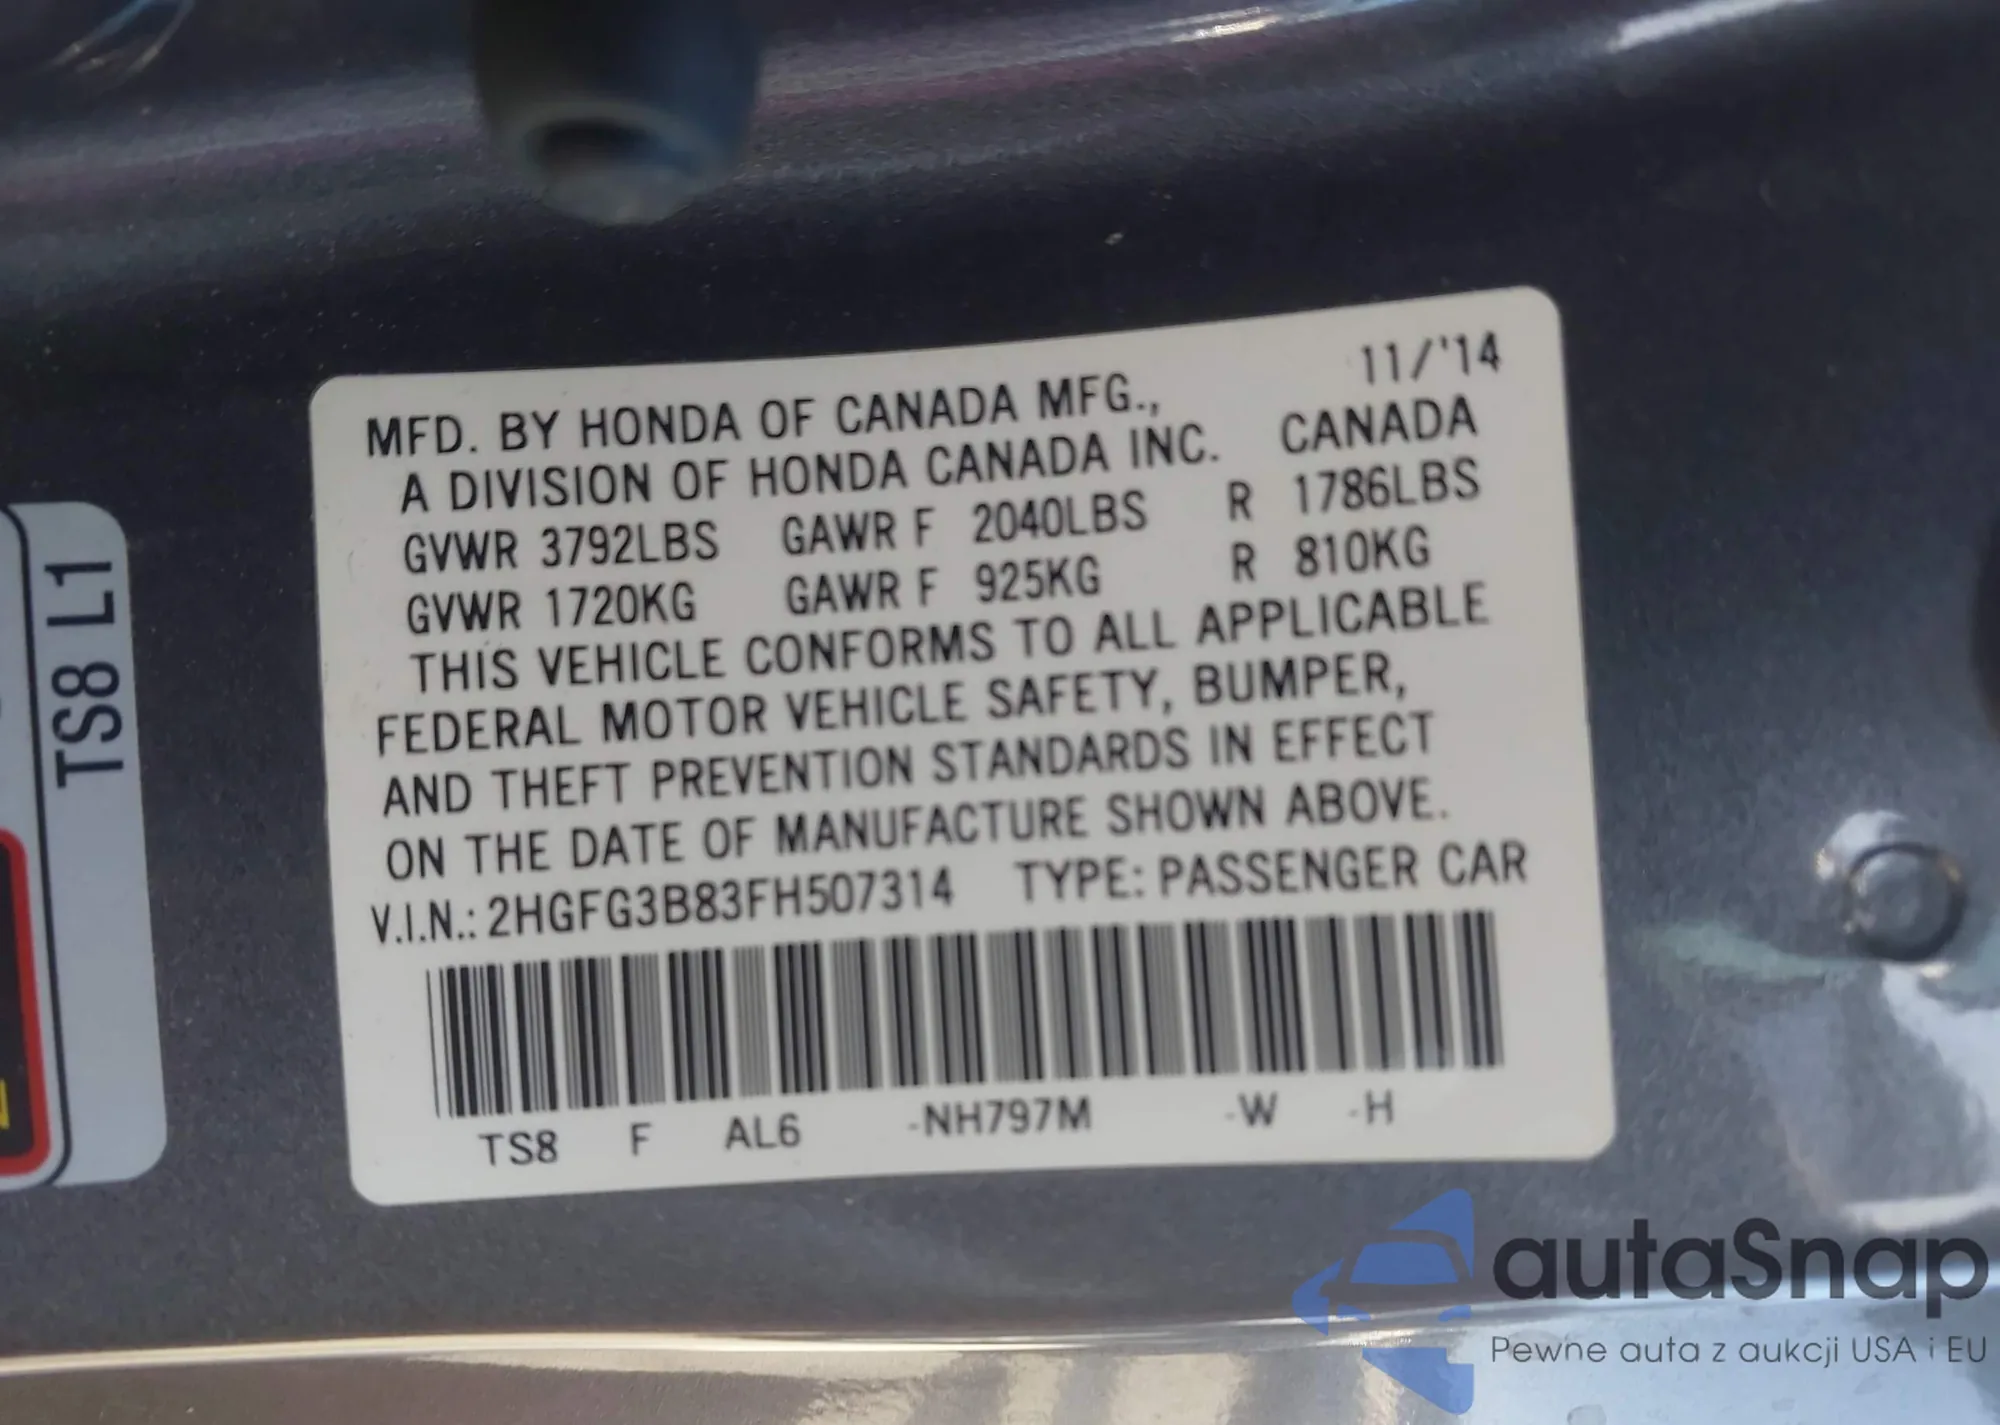 11/'14
MFD. BY HONDA OF CANADA MFG.,
A DIVISION OF HONDA CANADA INC. CANADA
GVWR 3792LBS GAWR F 2040LBS R 1786LBS
GVWR 1720KG GAWR F 925KG R 810KG
THIS VEHICLE CONFORMS TO ALL APPLICABLE
FEDERAL MOTOR VEHICLE SAFETY, BUMPER,
AND THEFT PREVENTION STANDARDS IN EFFECT
ON THE DATE OF MANUFACTURE SHOWN ABOVE.
V.I.N.: 2HGFG3B83FH507314 TYPE: PASSENGER CAR
TS8 F AL6 -NH797M -W -H
TS8 L1
autaSnap
Pewne auta z aukcji USA i EU